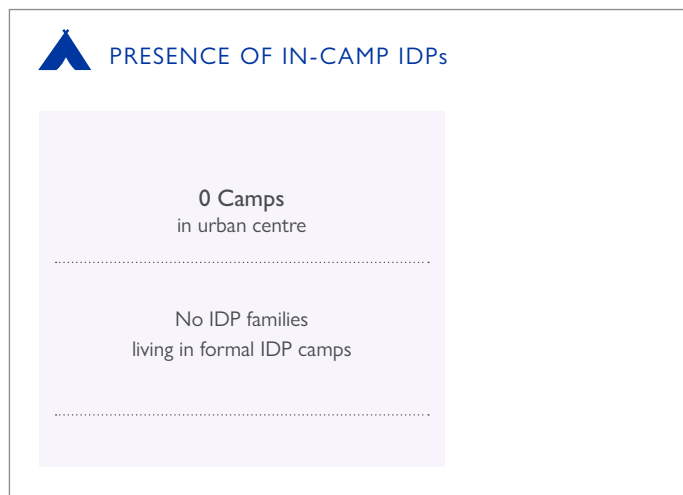 PRESENCE OF IN-CAMP IDPs
0 Camps
in urban centre
No IDP families
living in formal IDP camps